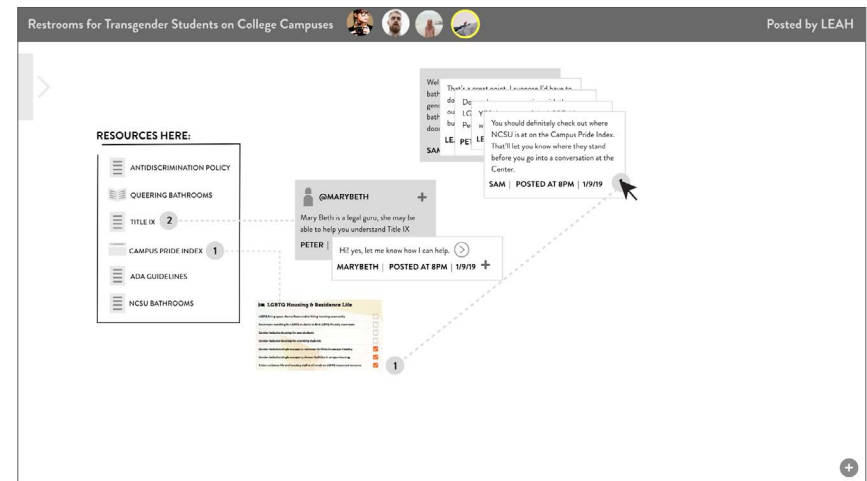 Restrooms for Transgender Students on College Campuses
Posted by LEAH
RESOURCES HERE:
ANTIDISCRIMINATION POLICY
QUEERING BATHROOMS
TITLE IX 2
CAMPUS PRIDE INDEX 1
ADA GUIDELINES
NCSU BATHROOMS
@MARYBETH +
Mary Beth is a legal guru, she may be
able to help you understand Title IX
PETER |
Hi! yes, let me know how I can help.
MARYBETH | POSTED AT 8PM | 1/9/19 +
That's a great point. I suppose I'd have to
You should definitely check out where
NCSU is at on the Campus Pride Index.
That'll let you know where they stand
before you go into a conversation at the
Center.
SAM | POSTED AT 8PM | 1/9/19
SAM
LGBTQ Housing & Residence Life
1
+